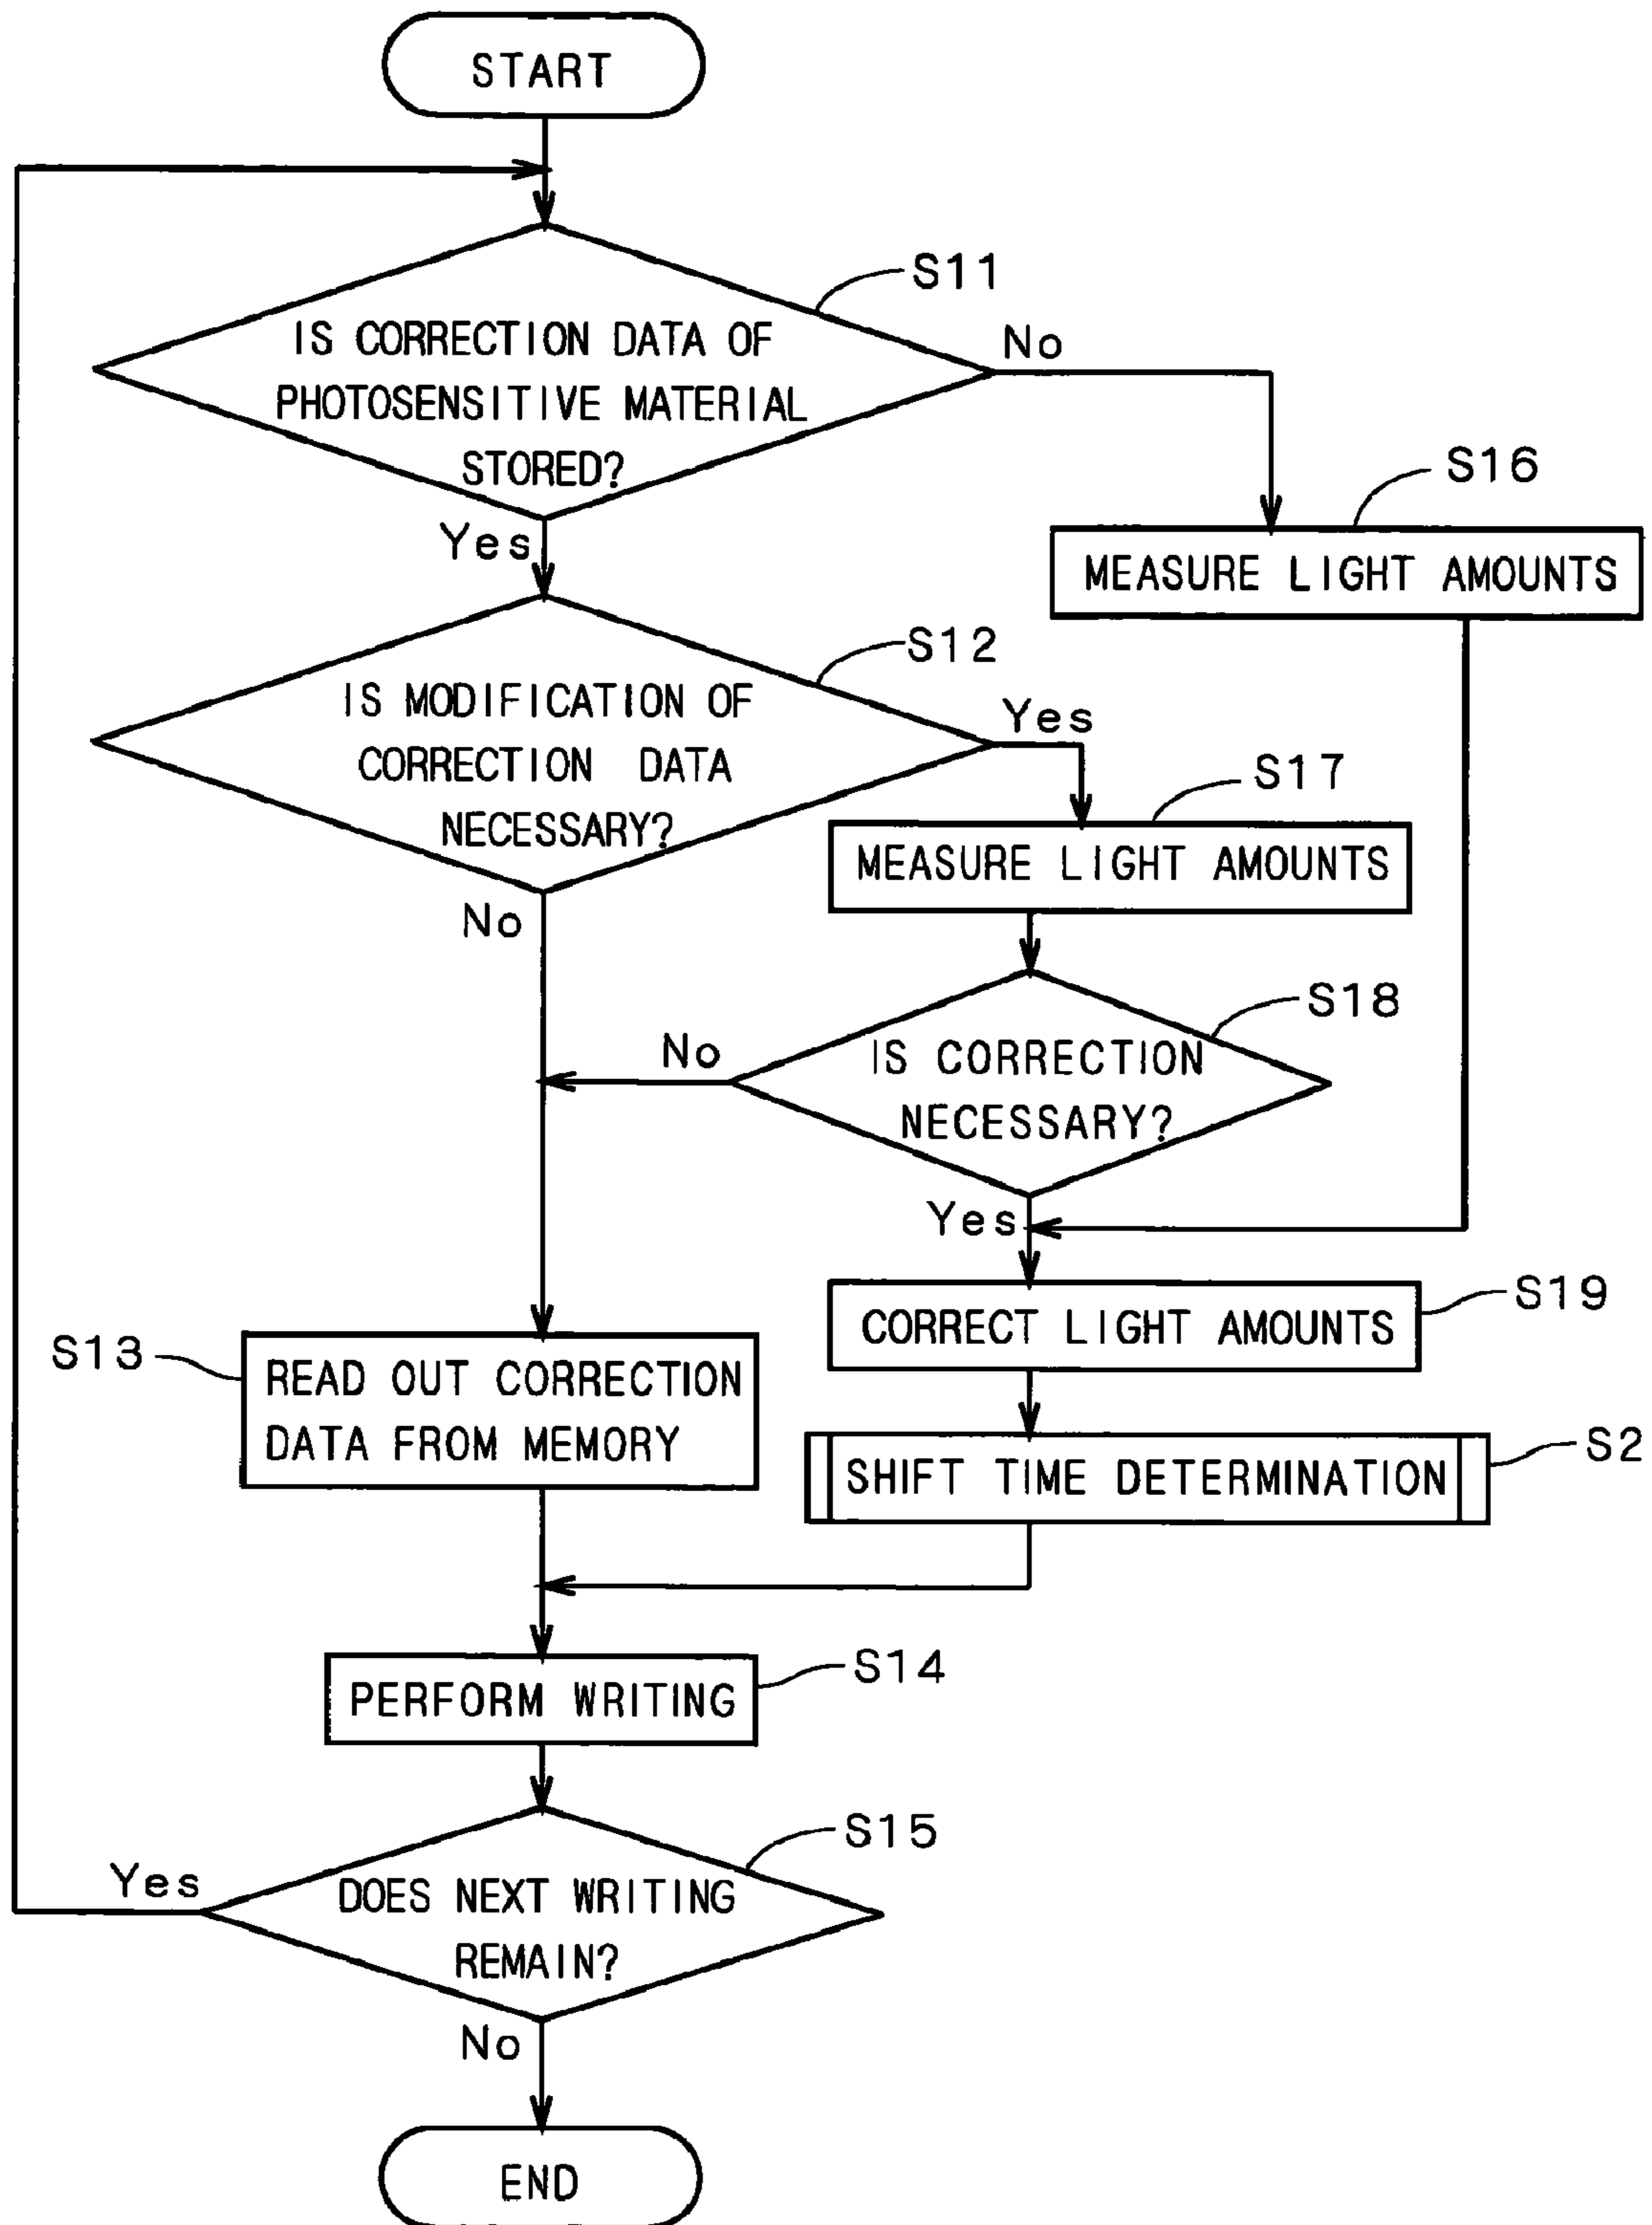 START
S11
IS CORRECTION DATA OF
PHOTOSENSITIVE MATERIAL
STORED?
No
Yes
S16
MEASURE LIGHT AMOUNTS
S12
IS MODIFICATION OF
CORRECTION DATA
NECESSARY?
Yes
No
S17
MEASURE LIGHT AMOUNTS
S18
IS CORRECTION
NECESSARY?
No
Yes
S19
CORRECT LIGHT AMOUNTS
S13
READ OUT CORRECTION
DATA FROM MEMORY
S2
SHIFT TIME DETERMINATION
S14
PERFORM WRITING
S15
DOES NEXT WRITING
REMAIN?
Yes
No
END